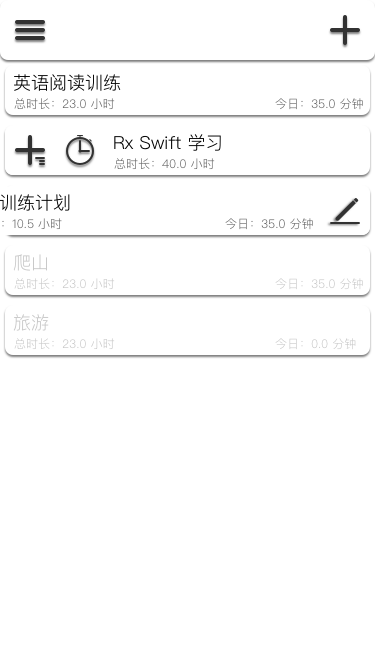 英语阅读训练
总时长：23.0 小时 今日：35.0 分钟
Rx Swift 学习
总时长：40.0 小时
训练计划
：10.5 小时 今日：35.0 分钟
爬山
总时长：23.0 小时 今日：35.0 分钟
旅游
总时长：23.0 小时 今日：0.0 分钟